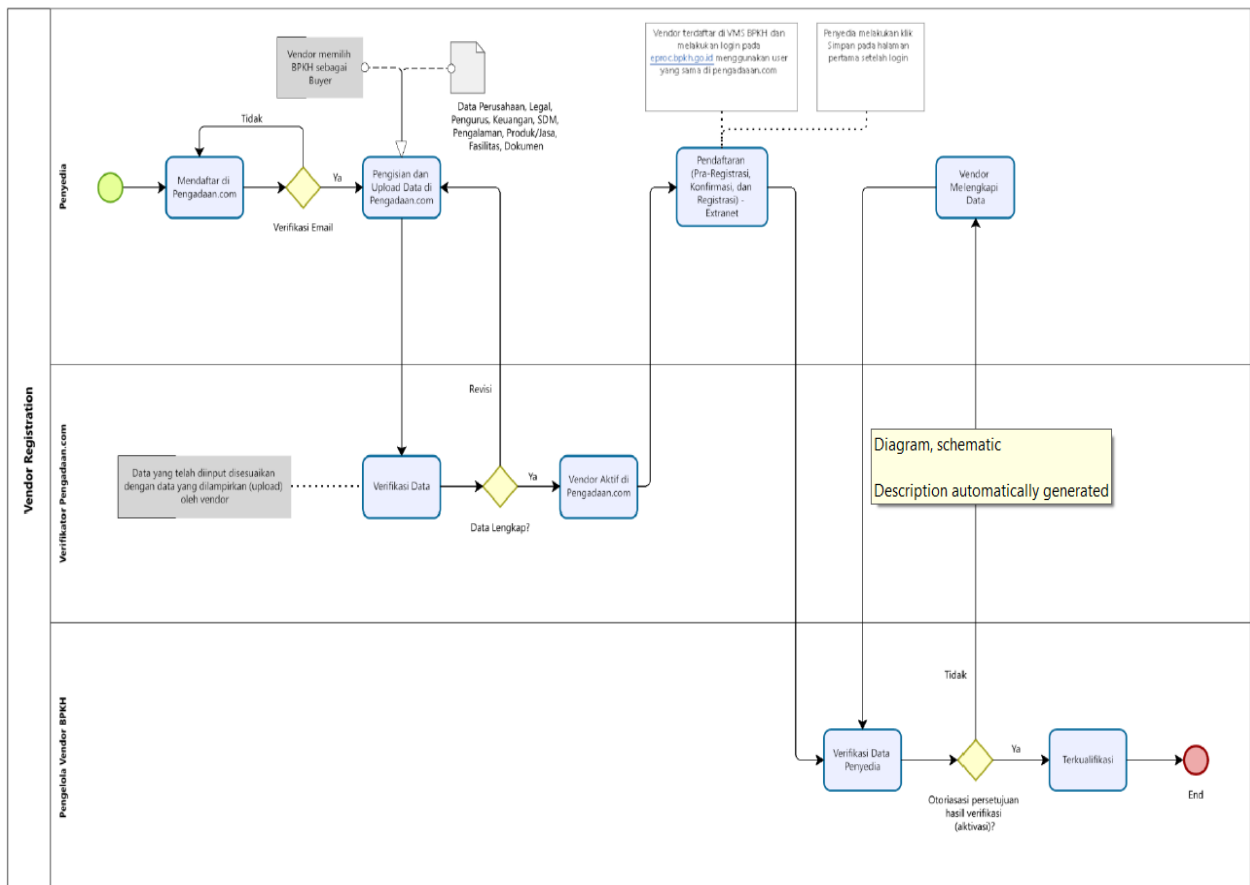 Vendor Registration
Penyedia
Vendor memilih
BPKH sebagai
Buyer
Data Perusahaan, Legal,
Pengurus, Keuangan, SDM,
Pengalaman, Produk/Jasa,
Fasilitas, Dokumen
Vendor terdaftar di VMS BPKH dan
melakukan login pada
eproc.bpkh.go.id menggunakan user
yang sama di pengadaaan.com
Penyedia melakukan klik
Simpan pada halaman
pertama setelah login
Tidak
Mendaftar di
Pengadaan.com
Verifikasi Email
Ya
Pengisian dan
Upload Data di
Pengadaan.com
Pendaftaran
(Pra-Registrasi,
Konfirmasi, dan
Registrasi) -
Extranet
Vendor
Melengkapi
Data
Verifikator Pengadaan.com
Revisi
Data yang telah diinput disesuaikan
dengan data yang dilampirkan (upload)
oleh vendor
Verifikasi Data
Data Lengkap?
Ya
Vendor Aktif di
Pengadaan.com
Diagram, schematic
Description automatically generated
Pengelola Vendor BPKH
Tidak
Verifikasi Data
Penyedia
Otoriasasi persetujuan
hasil verifikasi
(aktivasi)?
Ya
Terkualifikasi
End